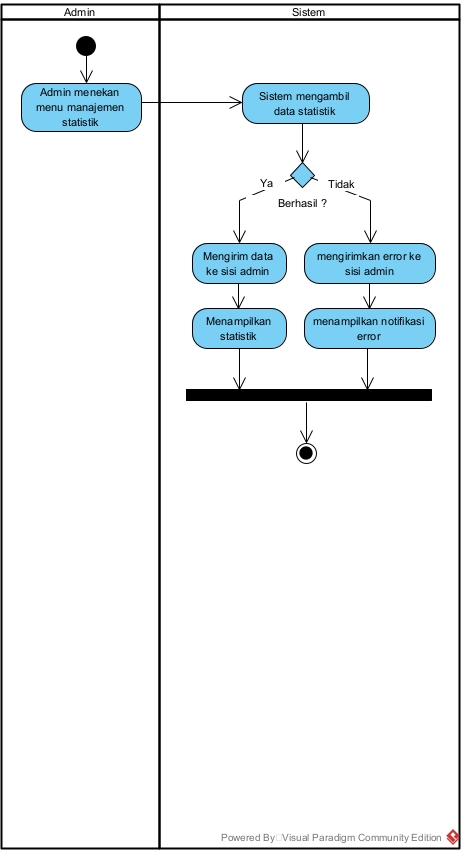 Admin
Sistem
Admin menekan
menu manajemen
statistik
Sistem mengambil
data statistik
Ya
Tidak
Berhasil ?
Mengirim data
ke sisi admin
mengirimkan error ke
sisi admin
Menampilkan
statistik
menampilkan notifikasi
error
Powered By Visual Paradigm Community Edition